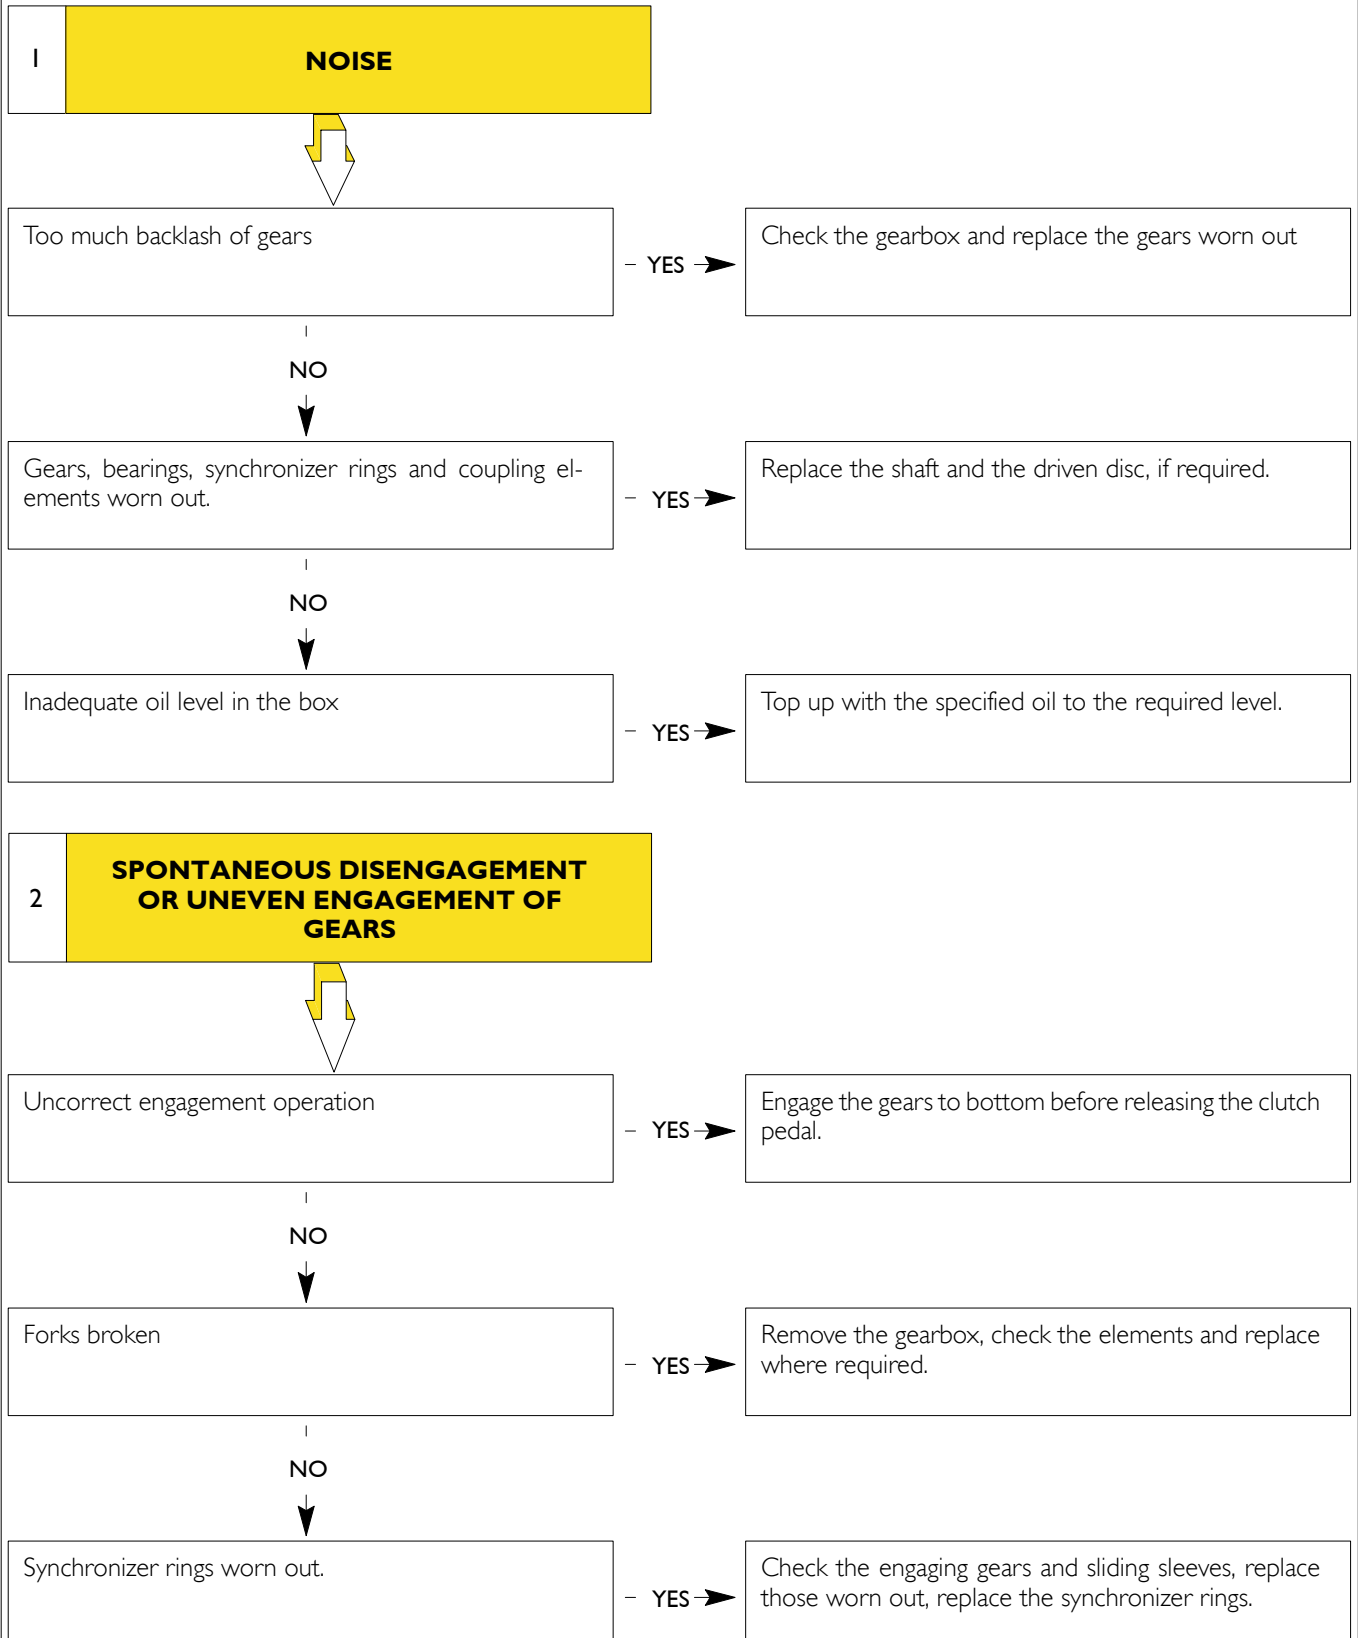 1
NOISE
Too much backlash of gears
YES
Check the gearbox and replace the gears worn out
NO
Gears, bearings, synchronizer rings and coupling el-
ements worn out.
YES
Replace the shaft and the driven disc, if required.
NO
Inadequate oil level in the box
YES
Top up with the specified oil to the required level.
2
SPONTANEOUS DISENGAGEMENT
OR UNEVEN ENGAGEMENT OF
GEARS
Uncorrect engagement operation
YES
Engage the gears to bottom before releasing the clutch
pedal.
NO
Forks broken
YES
Remove the gearbox, check the elements and replace
where required.
NO
Synchronizer rings worn out.
YES
Check the engaging gears and sliding sleeves, replace
those worn out, replace the synchronizer rings.